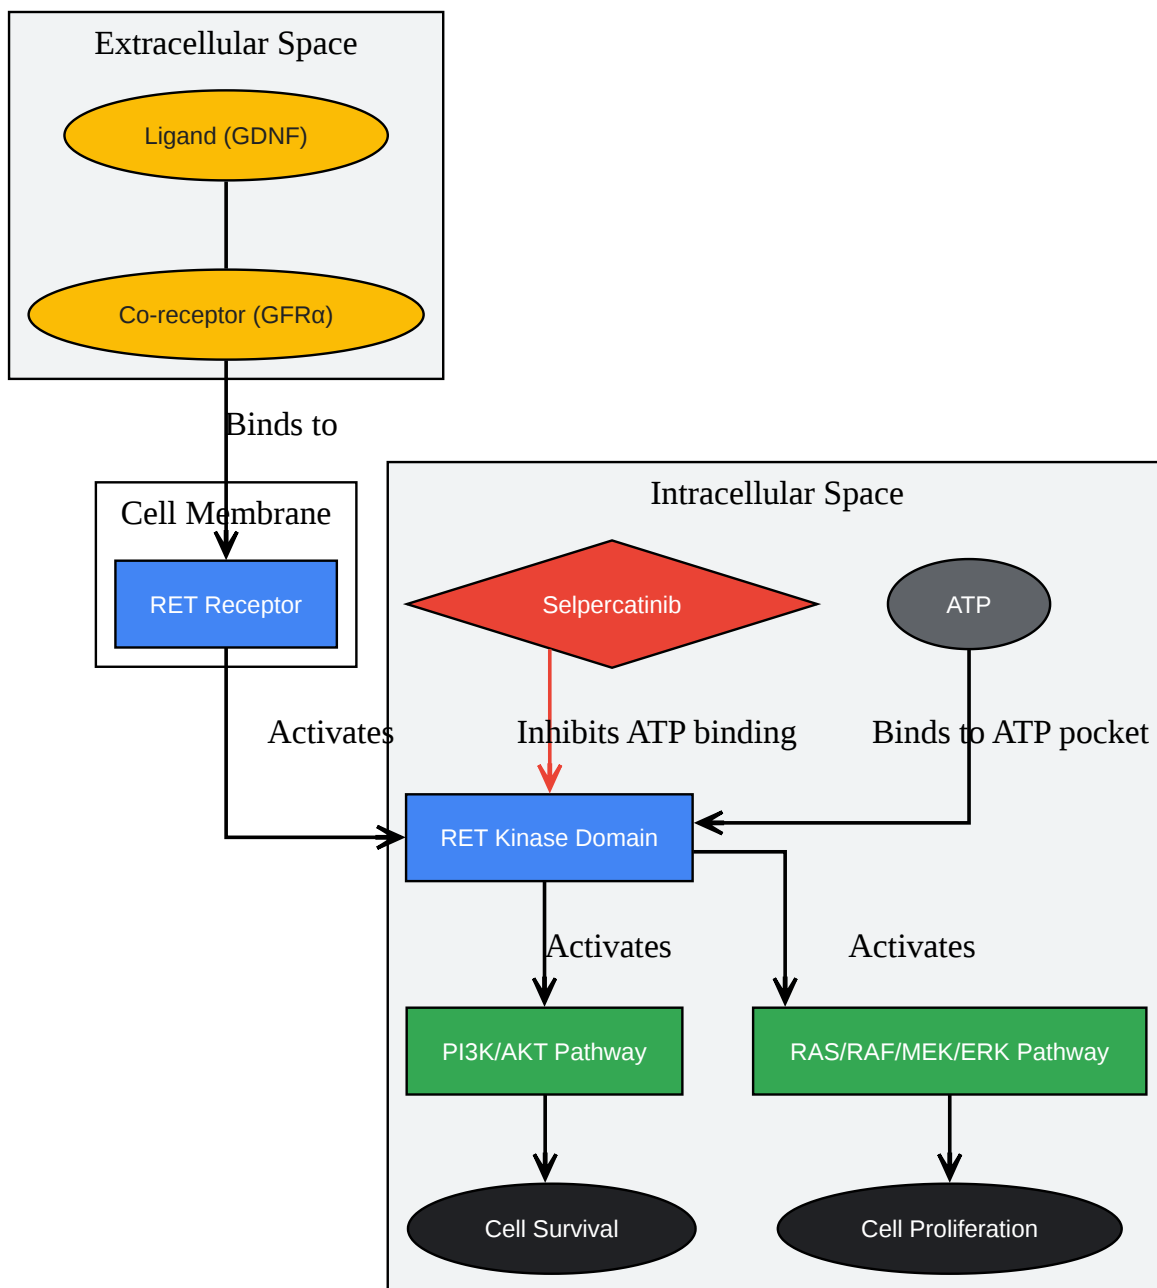 Extracellular Space
Ligand (GDNF)
Co-receptor (GFRα)
Binds to
Cell Membrane
RET Receptor
Intracellular Space
Selpercatinib
ATP
Activates
Inhibits ATP binding
Binds to ATP pocket
RET Kinase Domain
Activates
Activates
PI3K/AKT Pathway
RAS/RAF/MEK/ERK Pathway
Cell Survival
Cell Proliferation